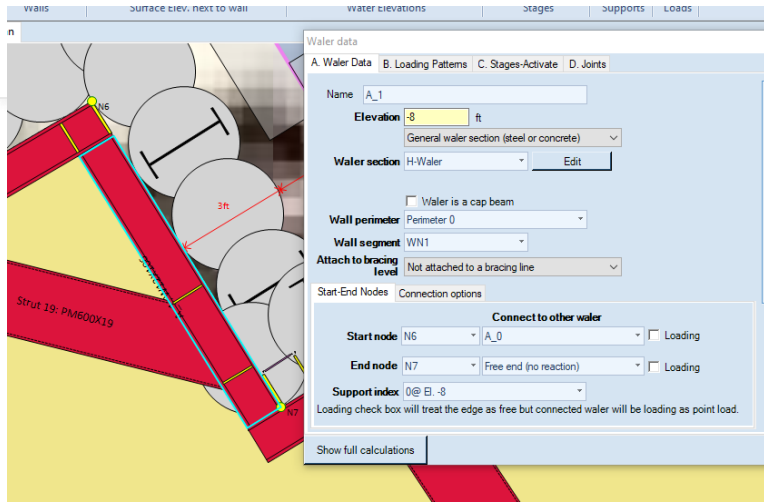 Walls Surface Elev. next to wall Water Elevations Stages Supports Loads
Waler data
A. Waler Data B. Loading Patterns C. Stages-Activate D. Joints
Name A_1
Elevation -8 ft
General waler section (steel or concrete)
Waler section H-Waler Edit
Waler is a cap beam
Wall perimeter Perimeter 0
Wall segment WN1
Attach to bracing
level Not attached to a bracing line
Start-End Nodes Connection options
Connect to other waler
Start node N6 A_0 Loading
End node N7 Free end (no reaction) Loading
Support index 0@ El. -8
Loading check box will treat the edge as free but connected waler will be loading as point load.
Show full calculations
N6
3ft
Strut 19: PM600X19
N7